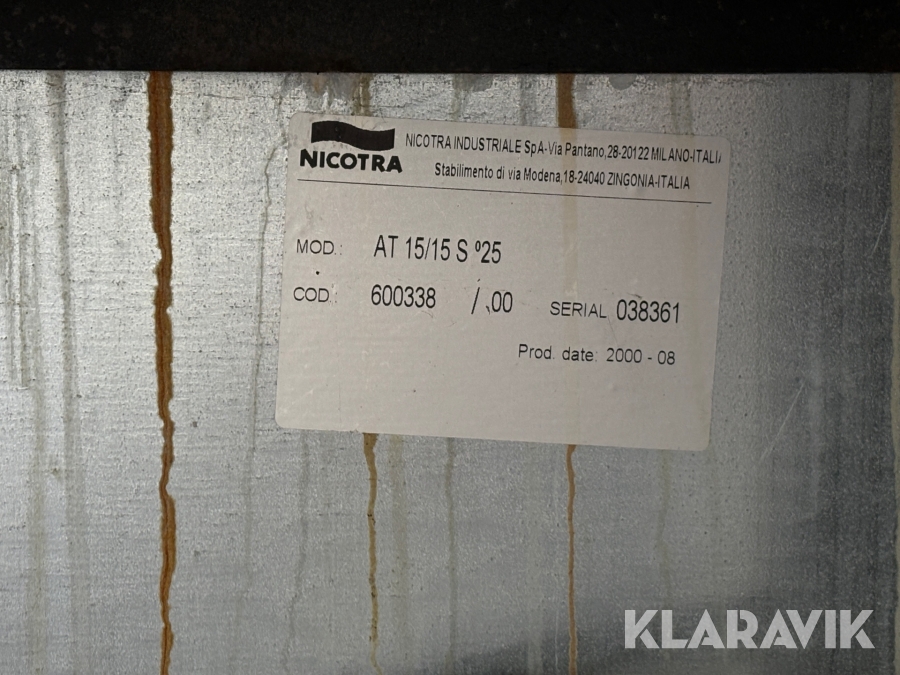 NICOTRA
NICOTRA INDUSTRIALE SpA-Via Pantano,28-20122 MILANO-ITALIA
Stabilimento di via Modena,18-24040 ZINGONIA-ITALIA
MOD.: AT 15/15 S º25
COD.: 600338 / .00 SERIAL 038361
Prod. date: 2000 - 08
KLARAVIK